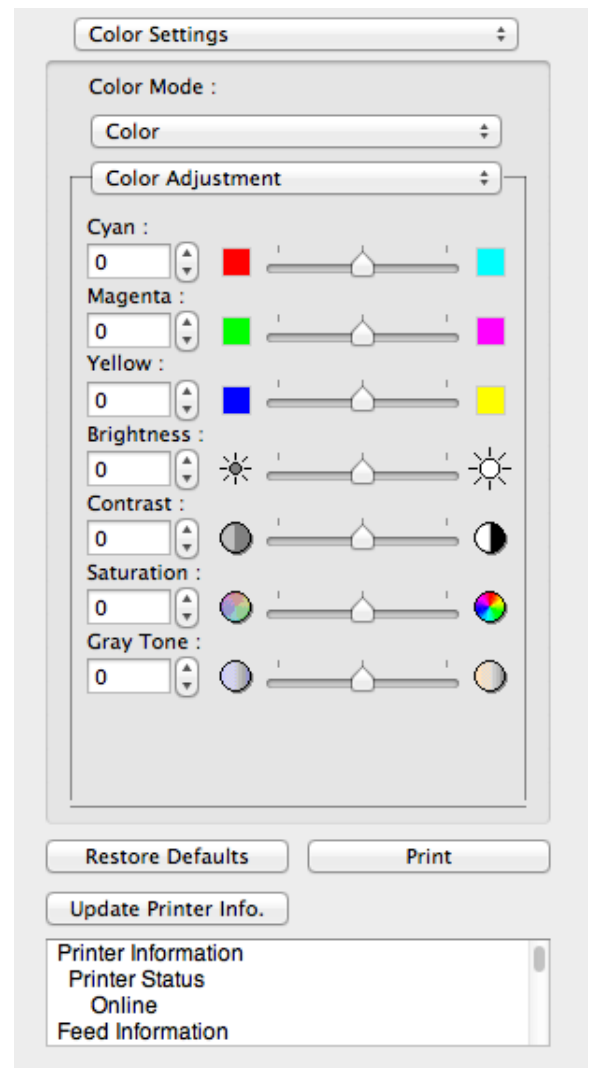 Color Settings
Color Mode :
Color
Color Adjustment
Cyan :
0
Magenta :
0
Yellow :
0
Brightness :
0
Contrast :
0
Saturation :
0
Gray Tone :
0
Restore Defaults
Print
Update Printer Info.
Printer Information
Printer Status
Online
Feed Information